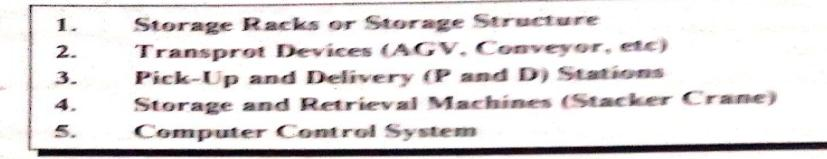 1. Storage Racks or Storage Structure
2. Transprot Devices (AGV, Conveyor, etc)
3. Pick-Up and Delivery (P and D) Stations
4. Storage and Retrieval Machines (Stacker Crane)
5. Computer Control System